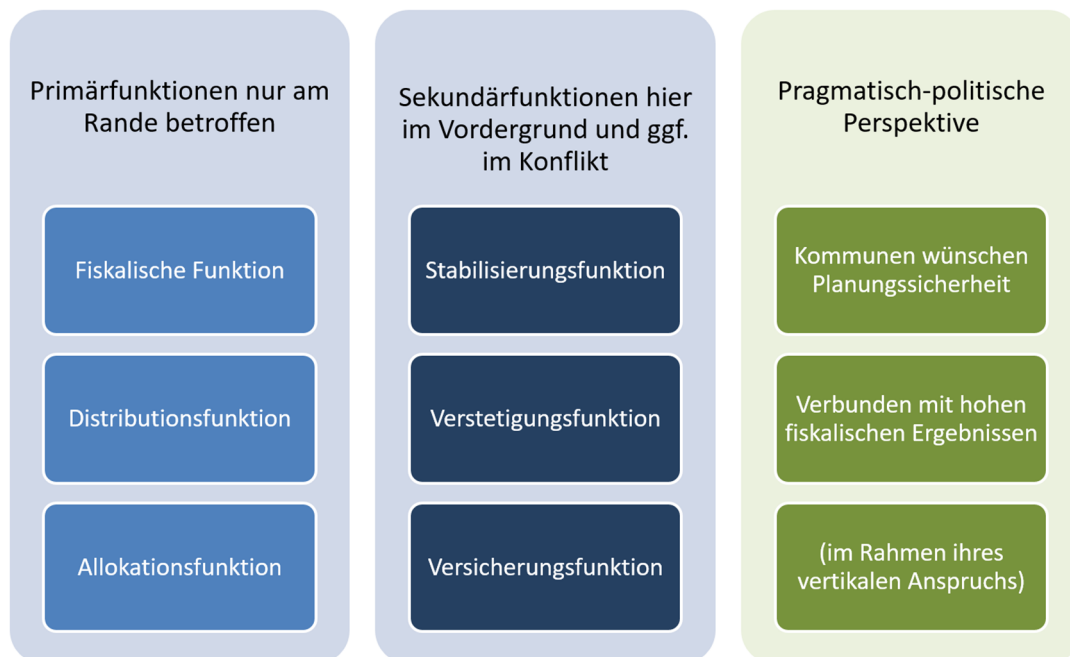 Primärfunktionen nur am
Rande betroffen
Fiskalische Funktion
Distributionsfunktion
Allokationsfunktion
Sekundärfunktionen hier
im Vordergrund und ggf.
im Konflikt
Stabilisierungsfunktion
Verstetigungsfunktion
Versicherungsfunktion
Pragmatisch-politische
Perspektive
Kommunen wünschen
Planungssicherheit
Verbunden mit hohen
fiskalischen Ergebnissen
(im Rahmen ihres
vertikalen Anspruchs)